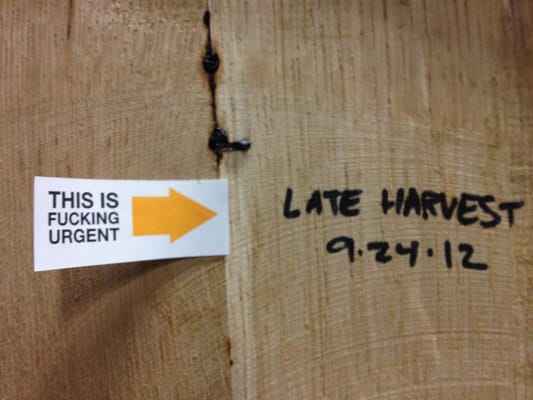 THIS IS
FUCKING
URGENT
LATE HARVEST
9.24.12